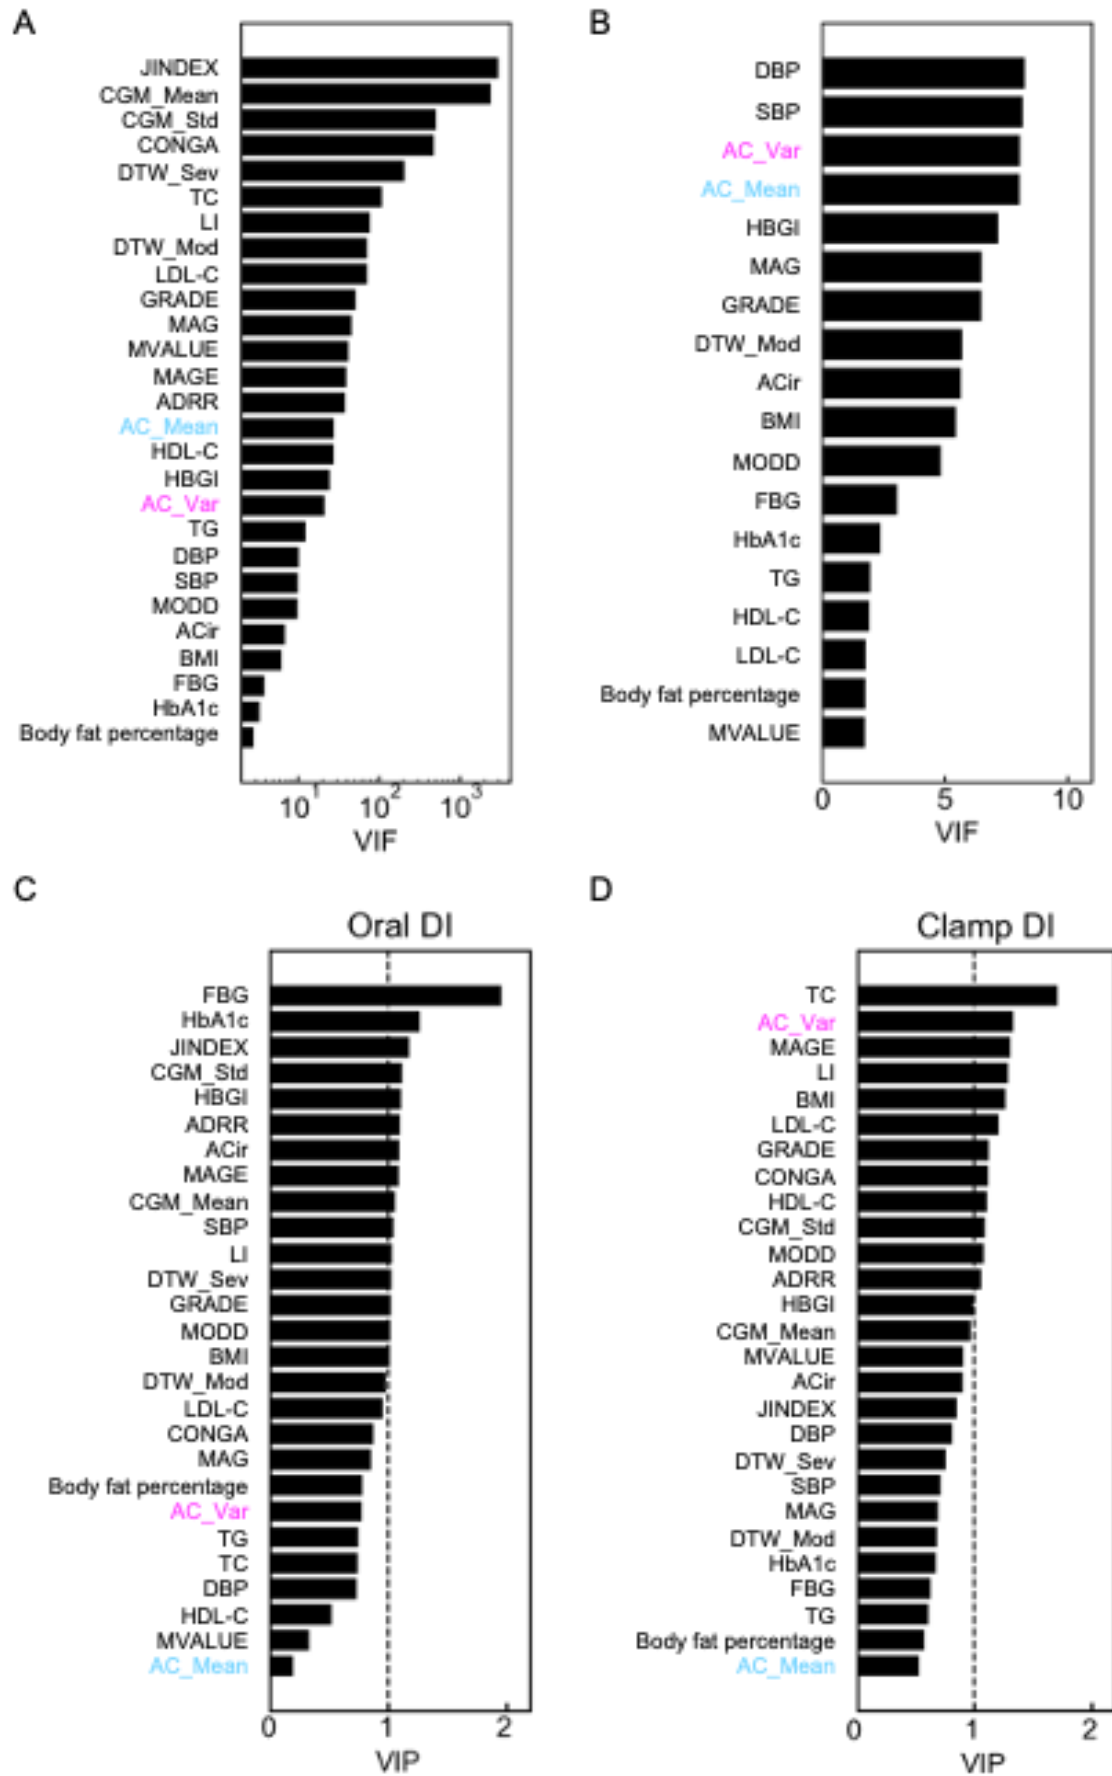 A
JINDEX
CGM_Mean
CGM_Std
CONGA
DTW_Sev
TC
LI
DTW_Mod
LDL-C
GRADE
MAG
MVALUE
MAGE
ADRR
AC_Mean
HDL-C
HBGI
AC_Var
TG
DBP
SBP
MODD
ACir
BMI
FBG
HbA1c
Body fat percentage
10^1 10^2 10^3
VIF
B
DBP
SBP
AC_Var
AC_Mean
HBGI
MAG
GRADE
DTW_Mod
ACir
BMI
MODD
FBG
HbA1c
TG
HDL-C
LDL-C
Body fat percentage
MVALUE
0 5 10
VIF
C
Oral DI
FBG
HbA1c
JINDEX
CGM_Std
HBGI
ADRR
ACir
MAGE
CGM_Mean
SBP
LI
DTW_Sev
GRADE
MODD
BMI
DTW_Mod
LDL-C
CONGA
MAG
Body fat percentage
AC_Var
TG
TC
DBP
HDL-C
MVALUE
AC_Mean
0 1 2
VIP
D
Clamp DI
TC
AC_Var
MAGE
LI
BMI
LDL-C
GRADE
CONGA
HDL-C
CGM_Std
MODD
ADRR
HBGI
CGM_Mean
MVALUE
ACir
JINDEX
DBP
DTW_Sev
SBP
MAG
DTW_Mod
HbA1c
FBG
TG
Body fat percentage
AC_Mean
0 1 2
VIP